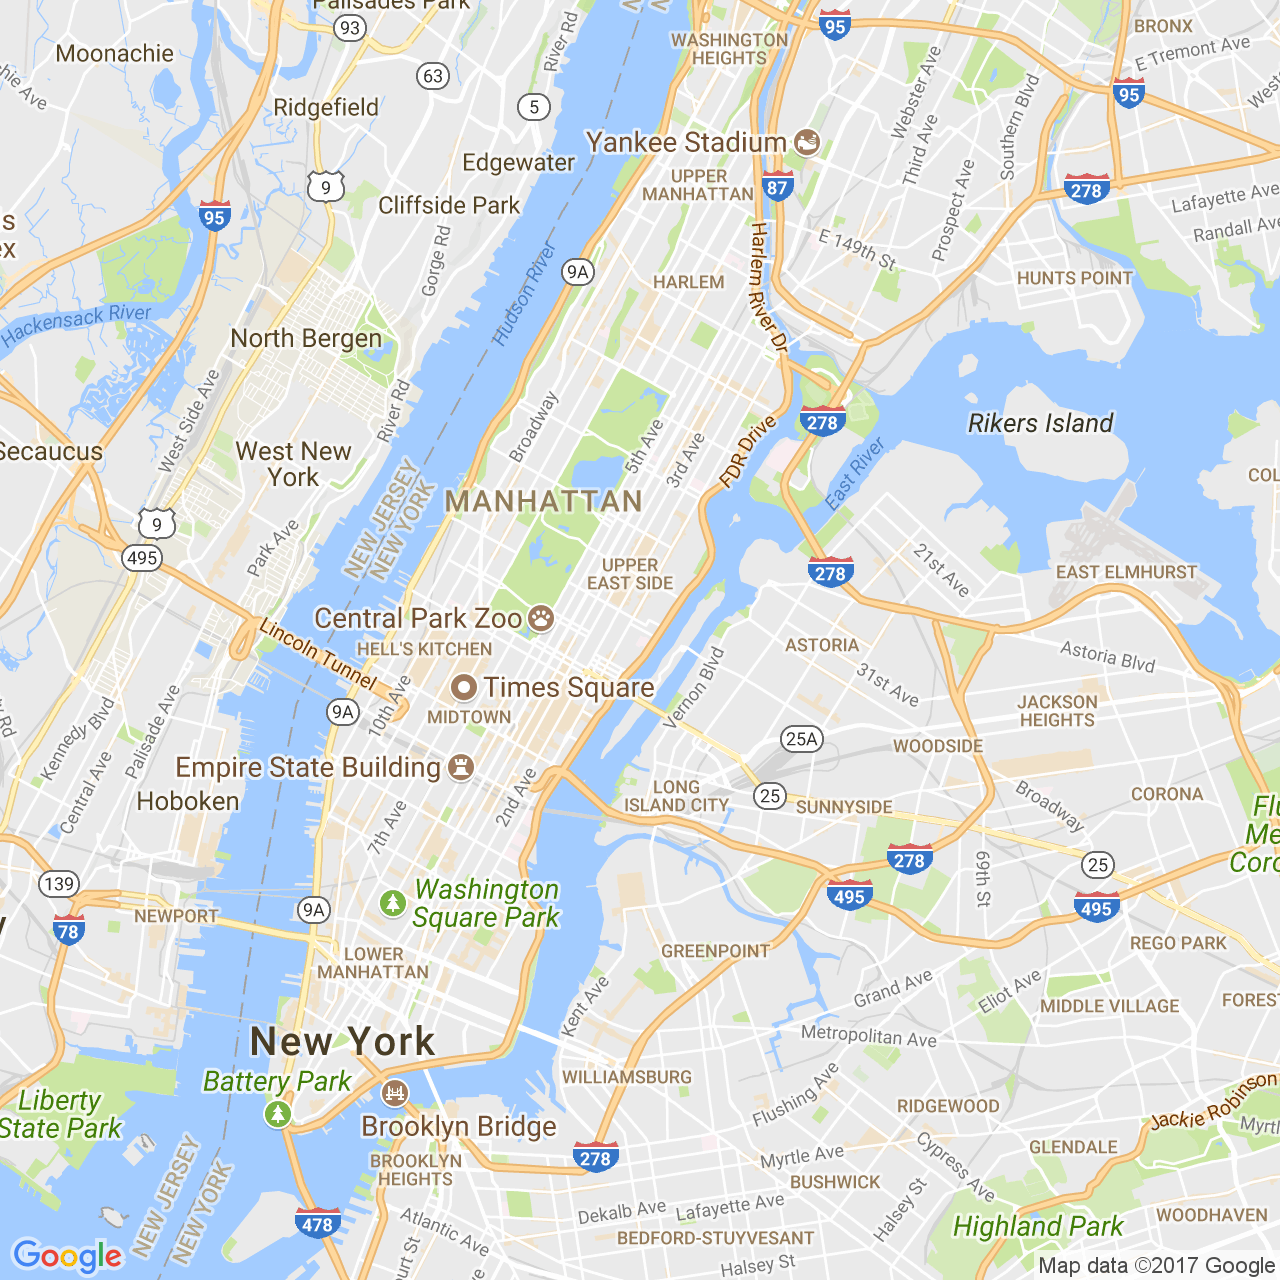 Palisades Park
Moonachie
93
63
5
River Rd
WASHINGTON
HEIGHTS
95
BRONX
E Tremont Ave
95
Ridgefield
Edgewater
Yankee Stadium
Webster Ave
Third Ave
Southern Blvd
9
95
Cliffside Park
UPPER
MANHATTAN
87
278
Lafayette Ave
Randall Ave
Prospect Ave
E 149th St
Gorge Rd
Hudson River
9A
HARLEM
Harlem River Dr
HUNTS POINT
Hackensack River
North Bergen
West Side Ave
River Rd
Broadway
5th Ave
3rd Ave
FDR Drive
278
East River
Rikers Island
Secaucus
West New
York
MANHATTAN
NEW JERSEY
NEW YORK
9
495
Park Ave
UPPER
EAST SIDE
278
21st Ave
EAST ELMHURST
Central Park Zoo
HELL'S KITCHEN
Lincoln Tunnel
ASTORIA
Astoria Blvd
31st Ave
Vernon Blvd
Times Square
MIDTOWN
10th Ave
9A
Kennedy Blvd
Palisade Ave
Central Ave
JACKSON
HEIGHTS
25A
WOODSIDE
Empire State Building
Hoboken
2nd Ave
7th Ave
LONG
ISLAND CITY
25
SUNNYSIDE
Broadway
CORONA
69th St
278
25
139
78
NEWPORT
9A
Washington
Square Park
495
495
LOWER
MANHATTAN
GREENPOINT
REGO PARK
Grand Ave
Eliot Ave
MIDDLE VILLAGE
Kent Ave
Metropolitan Ave
New York
Battery Park
WILLIAMSBURG
Flushing Ave
RIDGEWOOD
Liberty
State Park
Brooklyn Bridge
Jackie Robinson
GLENDALE
Cypress Ave
BROOKLYN
HEIGHTS
278
Myrtle Ave
BUSHWICK
Halsey St
NEW JERSEY
NEW YORK
478
Atlantic Ave
Dekalb Ave
Lafayette Ave
BEDFORD-STUYVESANT
Halsey St
Highland Park
WOODHAVEN
Google
Map data ©2017 Google